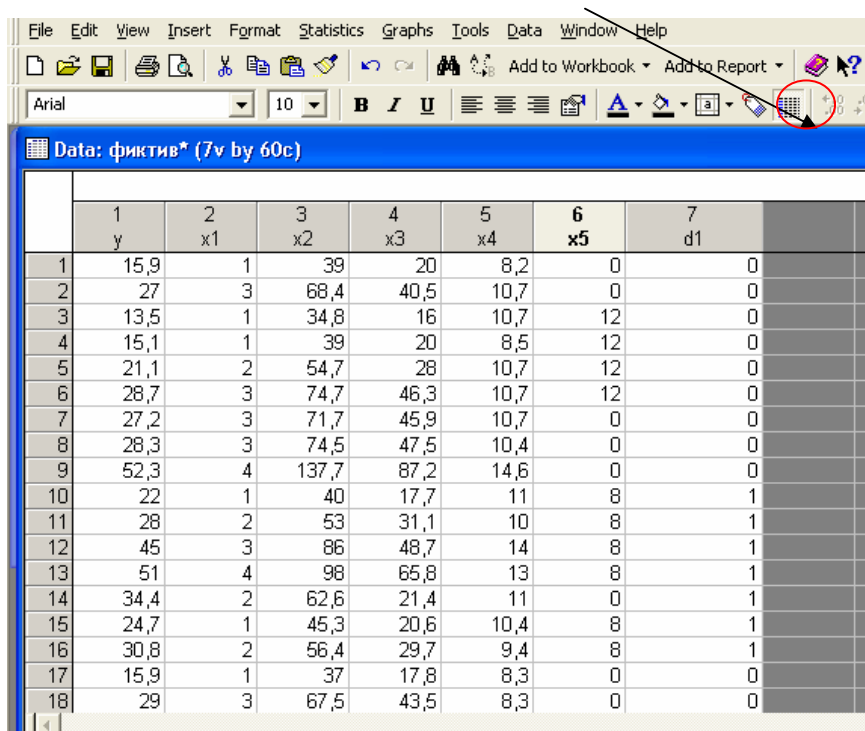 File Edit View Insert Format Statistics Graphs Tools Data Window Help
Add to Workbook Add to Report
Arial 10 B I U A a
Data: фиктив* (7v by 60c)
1 2 3 4 5 6 7
y x1 x2 x3 x4 x5 d1
1 15,9 1 39 20 8,2 0 0
2 27 3 68,4 40,5 10,7 0 0
3 13,5 1 34,8 16 10,7 12 0
4 15,1 1 39 20 8,5 12 0
5 21,1 2 54,7 28 10,7 12 0
6 28,7 3 74,7 46,3 10,7 12 0
7 27,2 3 71,7 45,9 10,7 0 0
8 28,3 3 74,5 47,5 10,4 0 0
9 52,3 4 137,7 87,2 14,6 0 0
10 22 1 40 17,7 11 8 1
11 28 2 53 31,1 10 8 1
12 45 3 86 48,7 14 8 1
13 51 4 98 65,8 13 8 1
14 34,4 2 62,6 21,4 11 0 1
15 24,7 1 45,3 20,6 10,4 8 1
16 30,8 2 56,4 29,7 9,4 8 1
17 15,9 1 37 17,8 8,3 0 0
18 29 3 67,5 43,5 8,3 0 0